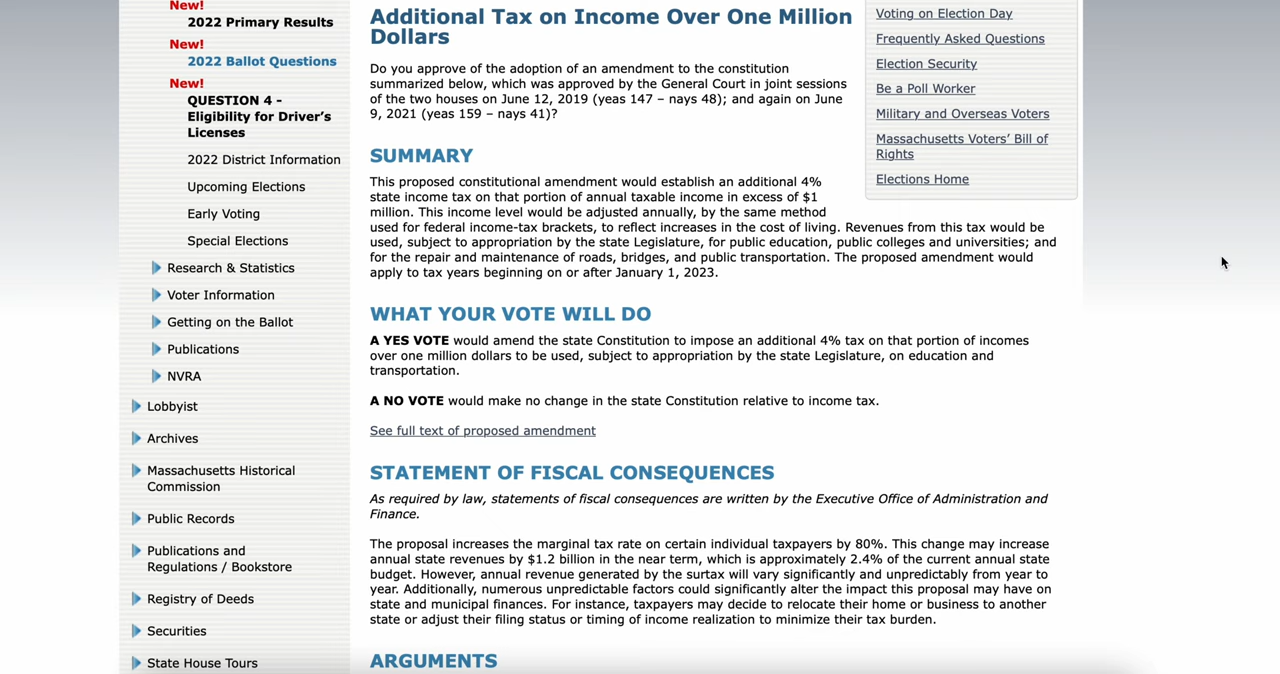 New!
2022 Primary Results
New!
2022 Ballot Questions
New!
QUESTION 4 -
Eligibility for Driver’s
Licenses
2022 District Information
Upcoming Elections
Early Voting
Special Elections
Research & Statistics
Voter Information
Getting on the Ballot
Publications
NVRA
Lobbyist
Archives
Massachusetts Historical
Commission
Public Records
Publications and
Regulations / Bookstore
Registry of Deeds
Securities
State House Tours
Additional Tax on Income Over One Million
Dollars
Do you approve of the adoption of an amendment to the constitution
summarized below, which was approved by the General Court in joint sessions
of the two houses on June 12, 2019 (yeas 147 – nays 48); and again on June
9, 2021 (yeas 159 – nays 41)?
SUMMARY
This proposed constitutional amendment would establish an additional 4%
state income tax on that portion of annual taxable income in excess of $1
million. This income level would be adjusted annually, by the same method
used for federal income-tax brackets, to reflect increases in the cost of living. Revenues from this tax would be
used, subject to appropriation by the state Legislature, for public education, public colleges and universities; and
for the repair and maintenance of roads, bridges, and public transportation. The proposed amendment would
apply to tax years beginning on or after January 1, 2023.
WHAT YOUR VOTE WILL DO
A YES VOTE would amend the state Constitution to impose an additional 4% tax on that portion of incomes
over one million dollars to be used, subject to appropriation by the state Legislature, on education and
transportation.
A NO VOTE would make no change in the state Constitution relative to income tax.
See full text of proposed amendment
STATEMENT OF FISCAL CONSEQUENCES
As required by law, statements of fiscal consequences are written by the Executive Office of Administration and
Finance.
The proposal increases the marginal tax rate on certain individual taxpayers by 80%. This change may increase
annual state revenues by $1.2 billion in the near term, which is approximately 2.4% of the current annual state
budget. However, annual revenue generated by the surtax will vary significantly and unpredictably from year to
year. Additionally, numerous unpredictable factors could significantly alter the impact this proposal may have on
state and municipal finances. For instance, taxpayers may decide to relocate their home or business to another
state or adjust their filing status or timing of income realization to minimize their tax burden.
ARGUMENTS
Voting on Election Day
Frequently Asked Questions
Election Security
Be a Poll Worker
Military and Overseas Voters
Massachusetts Voters’ Bill of
Rights
Elections Home